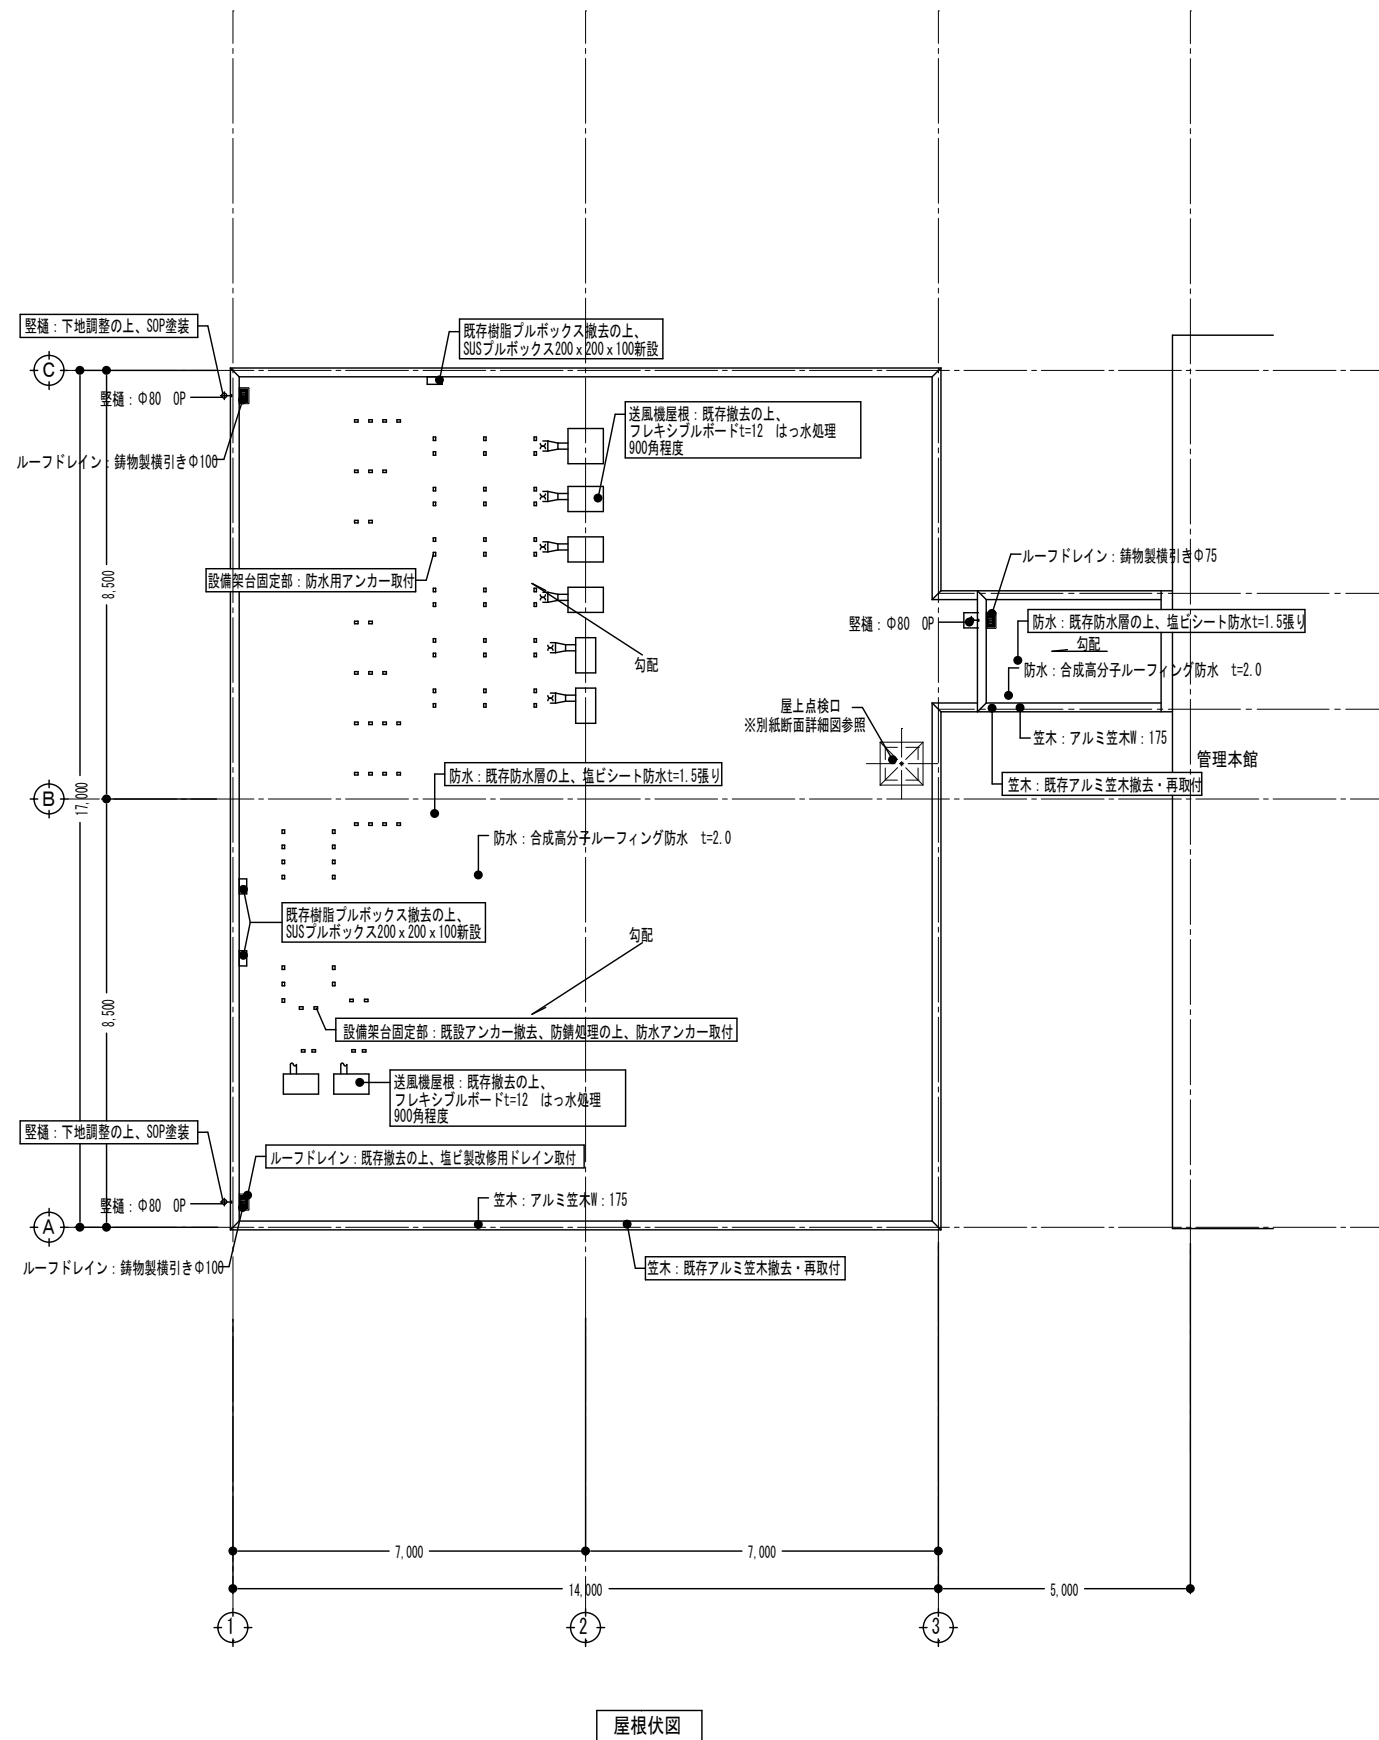 竪樋：下地調整の上、SOP塗装
既存樹脂プルボックス撤去の上、
SUSプルボックス200ｘ200ｘ100新設
C
竪樋：Φ80　OP
送風機屋根：既存撤去の上、
フレキシブルボードt=12　はっ水処理
900角程度
ルーフドレイン：鋳物製横引きΦ100
ルーフドレイン：鋳物製横引きΦ75
8,500
設備架台固定部：防水用アンカー取付
竪樋：Φ80　OP
防水：既存防水層の上、塩ビシート防水t=1.5張り
勾配
勾配
防水：合成高分子ルーフィング防水　t=2.0
屋上点検口
※別紙断面詳細図参照
笠木：アルミ笠木W：175
管理本館
防水：既存防水層の上、塩ビシート防水t=1.5張り
笠木：既存アルミ笠木撤去・再取付
B
17,000
防水：合成高分子ルーフィング防水　t=2.0
既存樹脂プルボックス撤去の上、
SUSプルボックス200ｘ200ｘ100新設
勾配
8,500
設備架台固定部：既設アンカー撤去、防錆処理の上、防水アンカー取付
送風機屋根：既存撤去の上、
フレキシブルボードt=12　はっ水処理
900角程度
竪樋：下地調整の上、SOP塗装
ルーフドレイン：既存撤去の上、塩ビ製改修用ドレイン取付
竪樋：Φ80　OP
笠木：アルミ笠木W：175
A
ルーフドレイン：鋳物製横引きΦ100
笠木：既存アルミ笠木撤去・再取付
7,000
7,000
14,000
5,000
1
2
3
屋根伏図